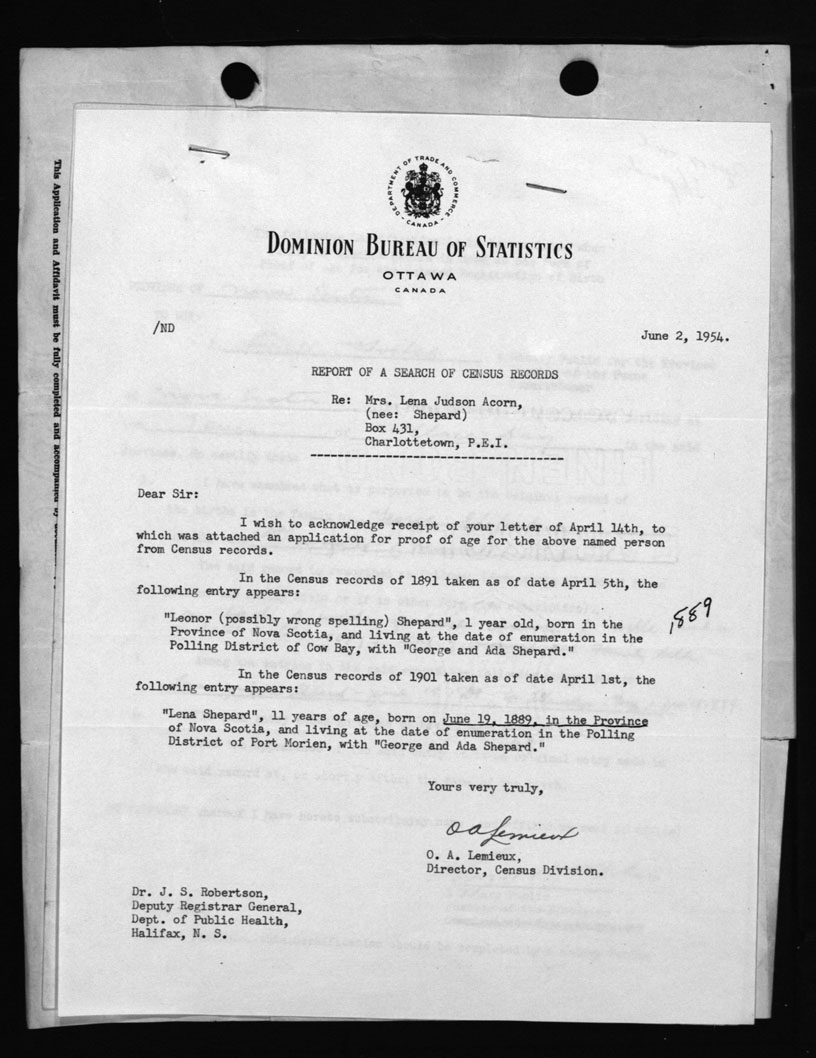 DEPARTMENT OF TRADE AND COMMERCE
CANADA
DOMINION BUREAU OF STATISTICS
OTTAWA
CANADA
/ND
June 2, 1954.
REPORT OF A SEARCH OF CENSUS RECORDS
Re: Mrs. Lena Judson Acorn,
(nee: Shepard)
Box 431,
Charlottetown, P.E.I.
Dear Sir:
I wish to acknowledge receipt of your letter of April 14th, to
which was attached an application for proof of age for the above named person
from Census records.
In the Census records of 1891 taken as of date April 5th, the
following entry appears:
"Leonor (possibly wrong spelling) Shepard", 1 year old, born in the
Province of Nova Scotia, and living at the date of enumeration in the
Polling District of Cow Bay, with "George and Ada Shepard."
1889
In the Census records of 1901 taken as of date April 1st, the
following entry appears:
"Lena Shepard", 11 years of age, born on June 19, 1889, in the Province
of Nova Scotia, and living at the date of enumeration in the Polling
District of Port Morien, with "George and Ada Shepard."
Yours very truly,
O A Lemieux
O. A. Lemieux,
Director, Census Division.
Dr. J. S. Robertson,
Deputy Registrar General,
Dept. of Public Health,
Halifax, N. S.
This Application and Affidavit must be fully completed and accompanied by